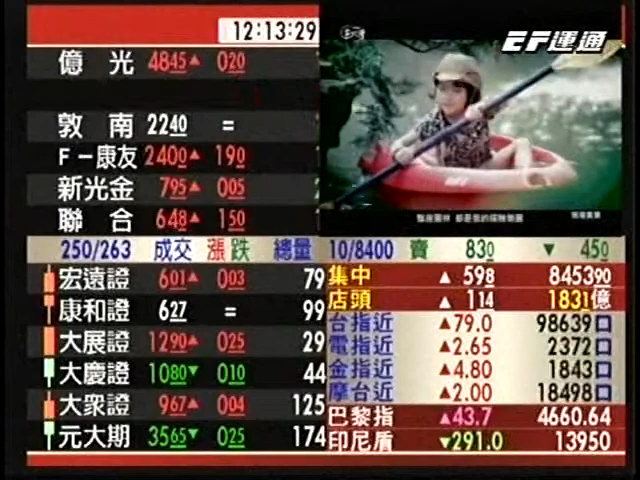 12:13:29
億光 4845▲ 020
敦南 2240 =
F-康友 2400▲ 190
新光金 795▲ 005
聯合 648▲ 150
250/263 成交 漲跌 總量
宏遠證 601▲ 003 79
康和證 627 = 99
大展證 1290▲ 025 29
大慶證 1080▼ 010 44
大眾證 967▲ 004 125
元大期 3565▼ 025 174
EF運通
10/8400 賣 830 ▼ 450
集中 ▲ 598 845390
店頭 ▲ 114 1831億
台指近 ▲79.0 98639口
電指近 ▲2.65 2372口
金指近 ▲4.80 1843口
摩台近 ▲2.00 18498口
巴黎指 ▲43.7 4660.64
印尼盾 ▼291.0 13950